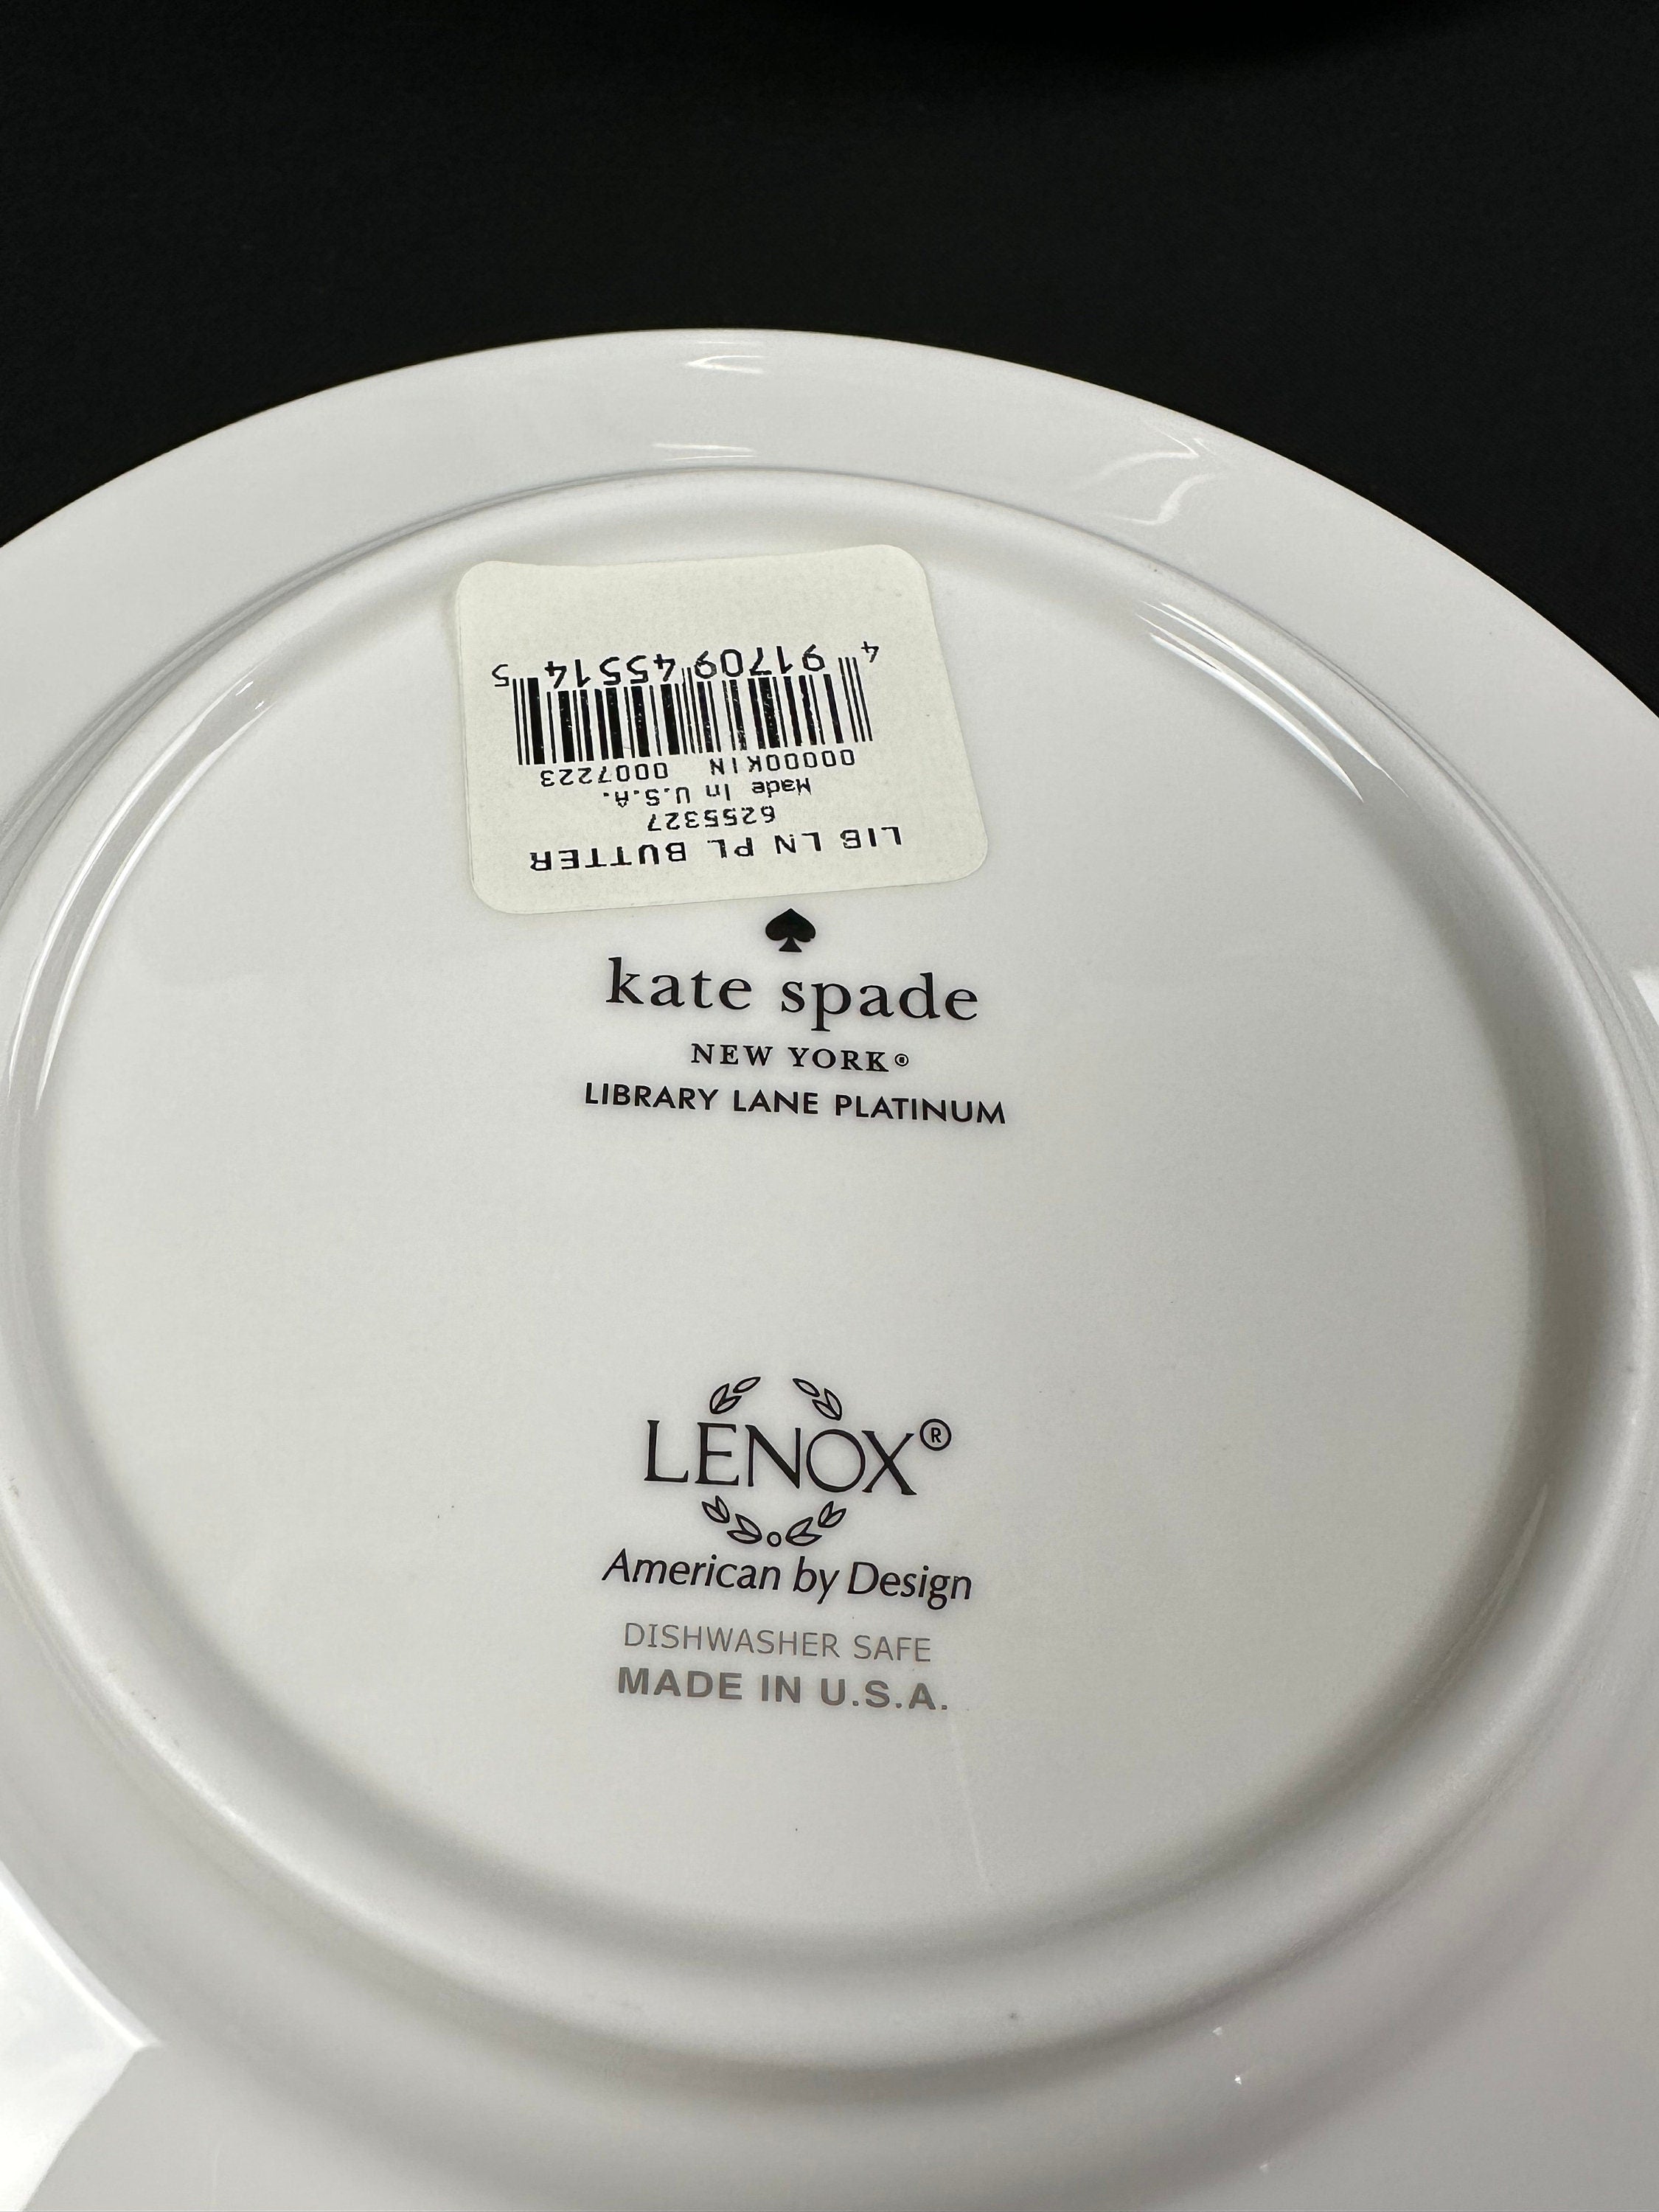 LIB LN PL BUTTER
6255327
Made In U.S.A.
00000KIN 0007223
4 91709 45514 5
kate spade
NEW YORK®
LIBRARY LANE PLATINUM
LENOX®
American by Design
DISHWASHER SAFE
MADE IN U.S.A.